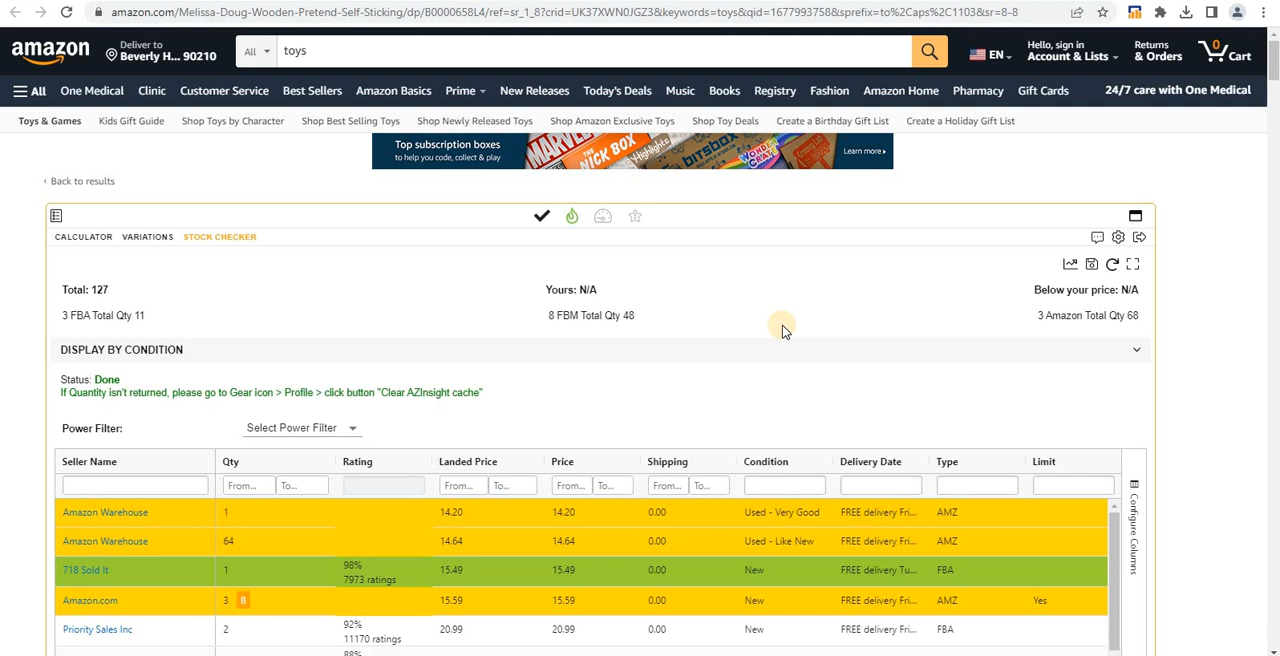 amazon.com/Melissa-Doug-Wooden-Pretend-Self-Sticking/dp/B0000658L4/ref=sr_1_8?crid=UK37XWN0JGZ3&keywords=toys&qid=1677993758&sprefix=to%2Caps%2C1103&sr=8-8
amazon Deliver to Beverly H... 90210 All toys EN Hello, sign in Account & Lists Returns & Orders 0 Cart
All One Medical Clinic Customer Service Best Sellers Amazon Basics Prime New Releases Today's Deals Music Books Registry Fashion Amazon Home Pharmacy Gift Cards 24/7 care with One Medical
Toys & Games Kids Gift Guide Shop Toys by Character Shop Best Selling Toys Shop Newly Released Toys Shop Amazon Exclusive Toys Shop Toy Deals Create a Birthday Gift List Create a Holiday Gift List
Top subscription boxes
to help you code, collect & play MARVEL NICK BOX Highlights bitsbox WONDER CRATE Learn more
‹ Back to results
CALCULATOR VARIATIONS STOCK CHECKER
Total: 127 Yours: N/A Below your price: N/A
3 FBA Total Qty 11 8 FBM Total Qty 48 3 Amazon Total Qty 68
DISPLAY BY CONDITION
Status: Done
If Quantity isn't returned, please go to Gear icon > Profile > click button "Clear AZInsight cache"
Power Filter: Select Power Filter
Seller Name Qty Rating Landed Price Price Shipping Condition Delivery Date Type Limit
From... To... From... To... From... To... From... To...
Configure Columns
Amazon Warehouse 1 14.20 14.20 0.00 Used - Very Good FREE delivery Fri... AMZ
Amazon Warehouse 64 14.64 14.64 0.00 Used - Like New FREE delivery Fri... AMZ
718 Sold It 1 98% 7973 ratings 15.49 15.49 0.00 New FREE delivery Tu... FBA
Amazon.com 3 B 15.59 15.59 0.00 New FREE delivery Fri... AMZ Yes
Priority Sales Inc 2 92% 11170 ratings 20.99 20.99 0.00 New FREE delivery Fri... FBA
88%